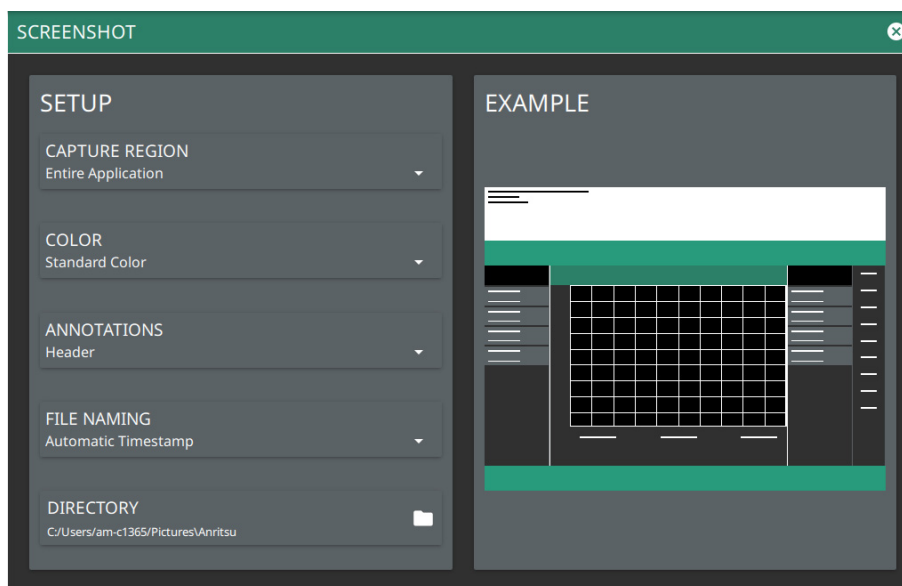 SCREENSHOT
SETUP
CAPTURE REGION
Entire Application
COLOR
Standard Color
ANNOTATIONS
Header
FILE NAMING
Automatic Timestamp
DIRECTORY
C:/Users/am-c1365/Pictures\Anritsu
EXAMPLE